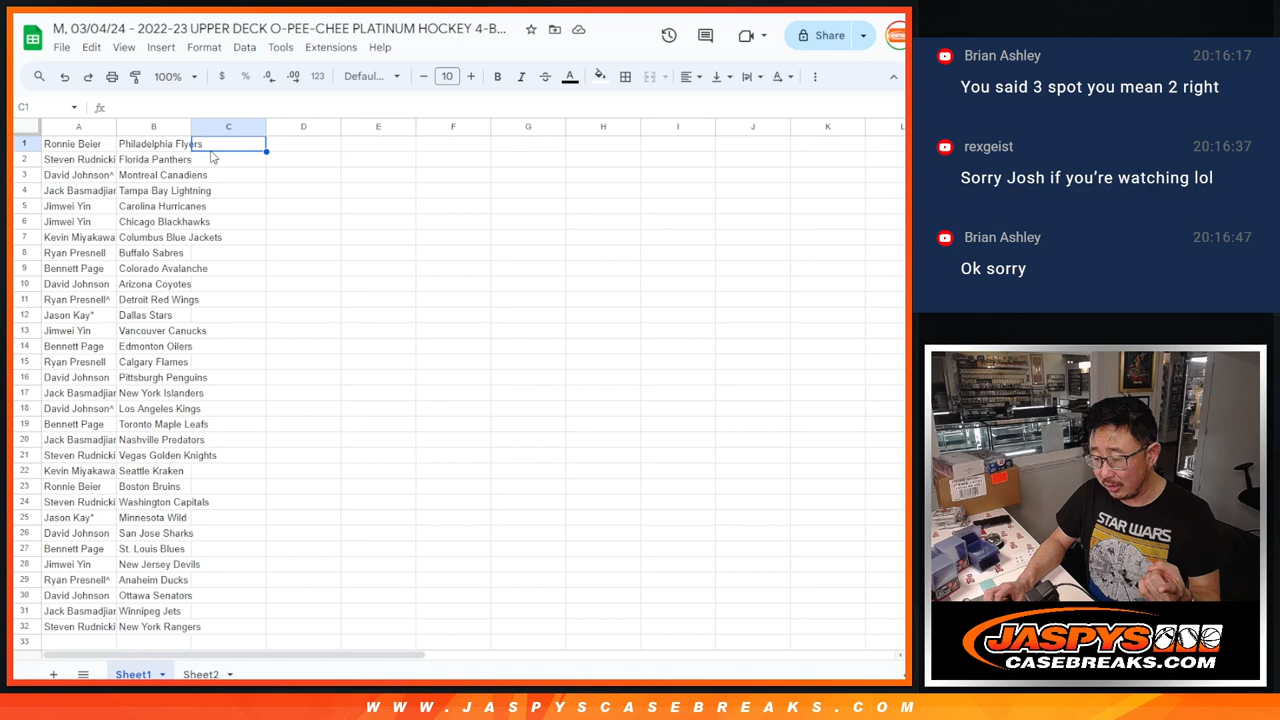 M, 03/04/24 - 2022-23 UPPER DECK O-PEE-CHEE PLATINUM HOCKEY 4-B...
Share
File Edit View Insert Format Data Tools Extensions Help
100% $ % .0 .00 123 Defaul... 10 B I A
C1 fx
A B C D E F G H I J K L
1 Ronnie Beier Philadelphia Flyers
2 Steven Rudnicki Florida Panthers
3 David Johnson^ Montreal Canadiens
4 Jack Basmadjian Tampa Bay Lightning
5 Jimwei Yin Carolina Hurricanes
6 Jimwei Yin Chicago Blackhawks
7 Kevin Miyakawa Columbus Blue Jackets
8 Ryan Presnell Buffalo Sabres
9 Bennett Page Colorado Avalanche
10 David Johnson Arizona Coyotes
11 Ryan Presnell^ Detroit Red Wings
12 Jason Kay* Dallas Stars
13 Jimwei Yin Vancouver Canucks
14 Bennett Page Edmonton Oilers
15 Ryan Presnell Calgary Flames
16 David Johnson Pittsburgh Penguins
17 Jack Basmadjian New York Islanders
18 David Johnson^ Los Angeles Kings
19 Bennett Page Toronto Maple Leafs
20 Jack Basmadjian Nashville Predators
21 Steven Rudnicki Vegas Golden Knights
22 Kevin Miyakawa Seattle Kraken
23 Ronnie Beier Boston Bruins
24 Steven Rudnicki Washington Capitals
25 Jason Kay* Minnesota Wild
26 David Johnson San Jose Sharks
27 Bennett Page St. Louis Blues
28 Jimwei Yin New Jersey Devils
29 Ryan Presnell^ Anaheim Ducks
30 David Johnson Ottawa Senators
31 Jack Basmadjian Winnipeg Jets
32 Steven Rudnicki New York Rangers
33
Sheet1 Sheet2
Brian Ashley 20:16:17
You said 3 spot you mean 2 right
rexgeist 20:16:37
Sorry Josh if you’re watching lol
Brian Ashley 20:16:47
Ok sorry
STAR WARS
JASPYS
CASEBREAKS.COM
WWW.JASPYSCASEBREAKS.COM